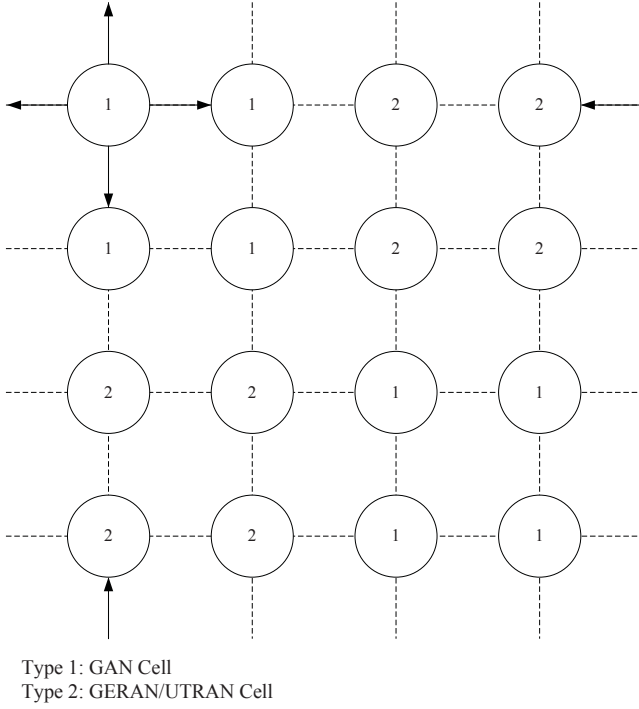 1 1 2 2
1 1 2 2
2 2 1 1
2 2 1 1
Type 1: GAN Cell
Type 2: GERAN/UTRAN Cell